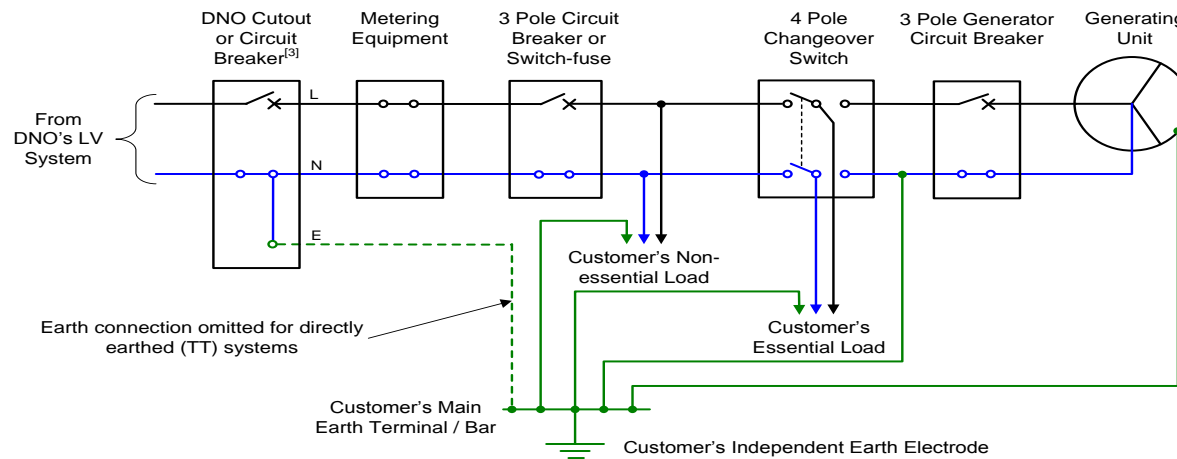 DNO Cutout
or Circuit
Breaker[3]
Metering
Equipment
3 Pole Circuit
Breaker or
Switch-fuse
4 Pole
Changeover
Switch
3 Pole Generator
Circuit Breaker
Generating
Unit
From
DNO's LV
System
L
N
E
Customer's Non-
essential Load
Customer's
Essential Load
Earth connection omitted for directly
earthed (TT) systems
Customer's Main
Earth Terminal / Bar
Customer's Independent Earth Electrode